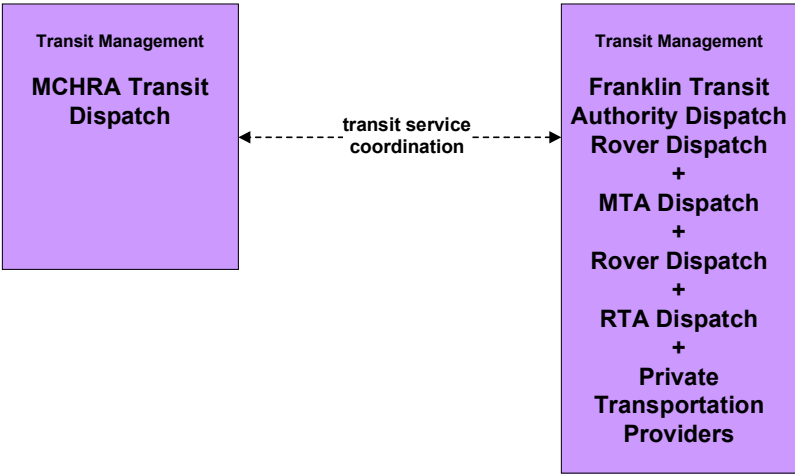 Transit Management
MCHRA Transit
Dispatch
transit service
coordination
Transit Management
Franklin Transit
Authority Dispatch
Rover Dispatch
+
MTA Dispatch
+
Rover Dispatch
+
RTA Dispatch
+
Private
Transportation
Providers